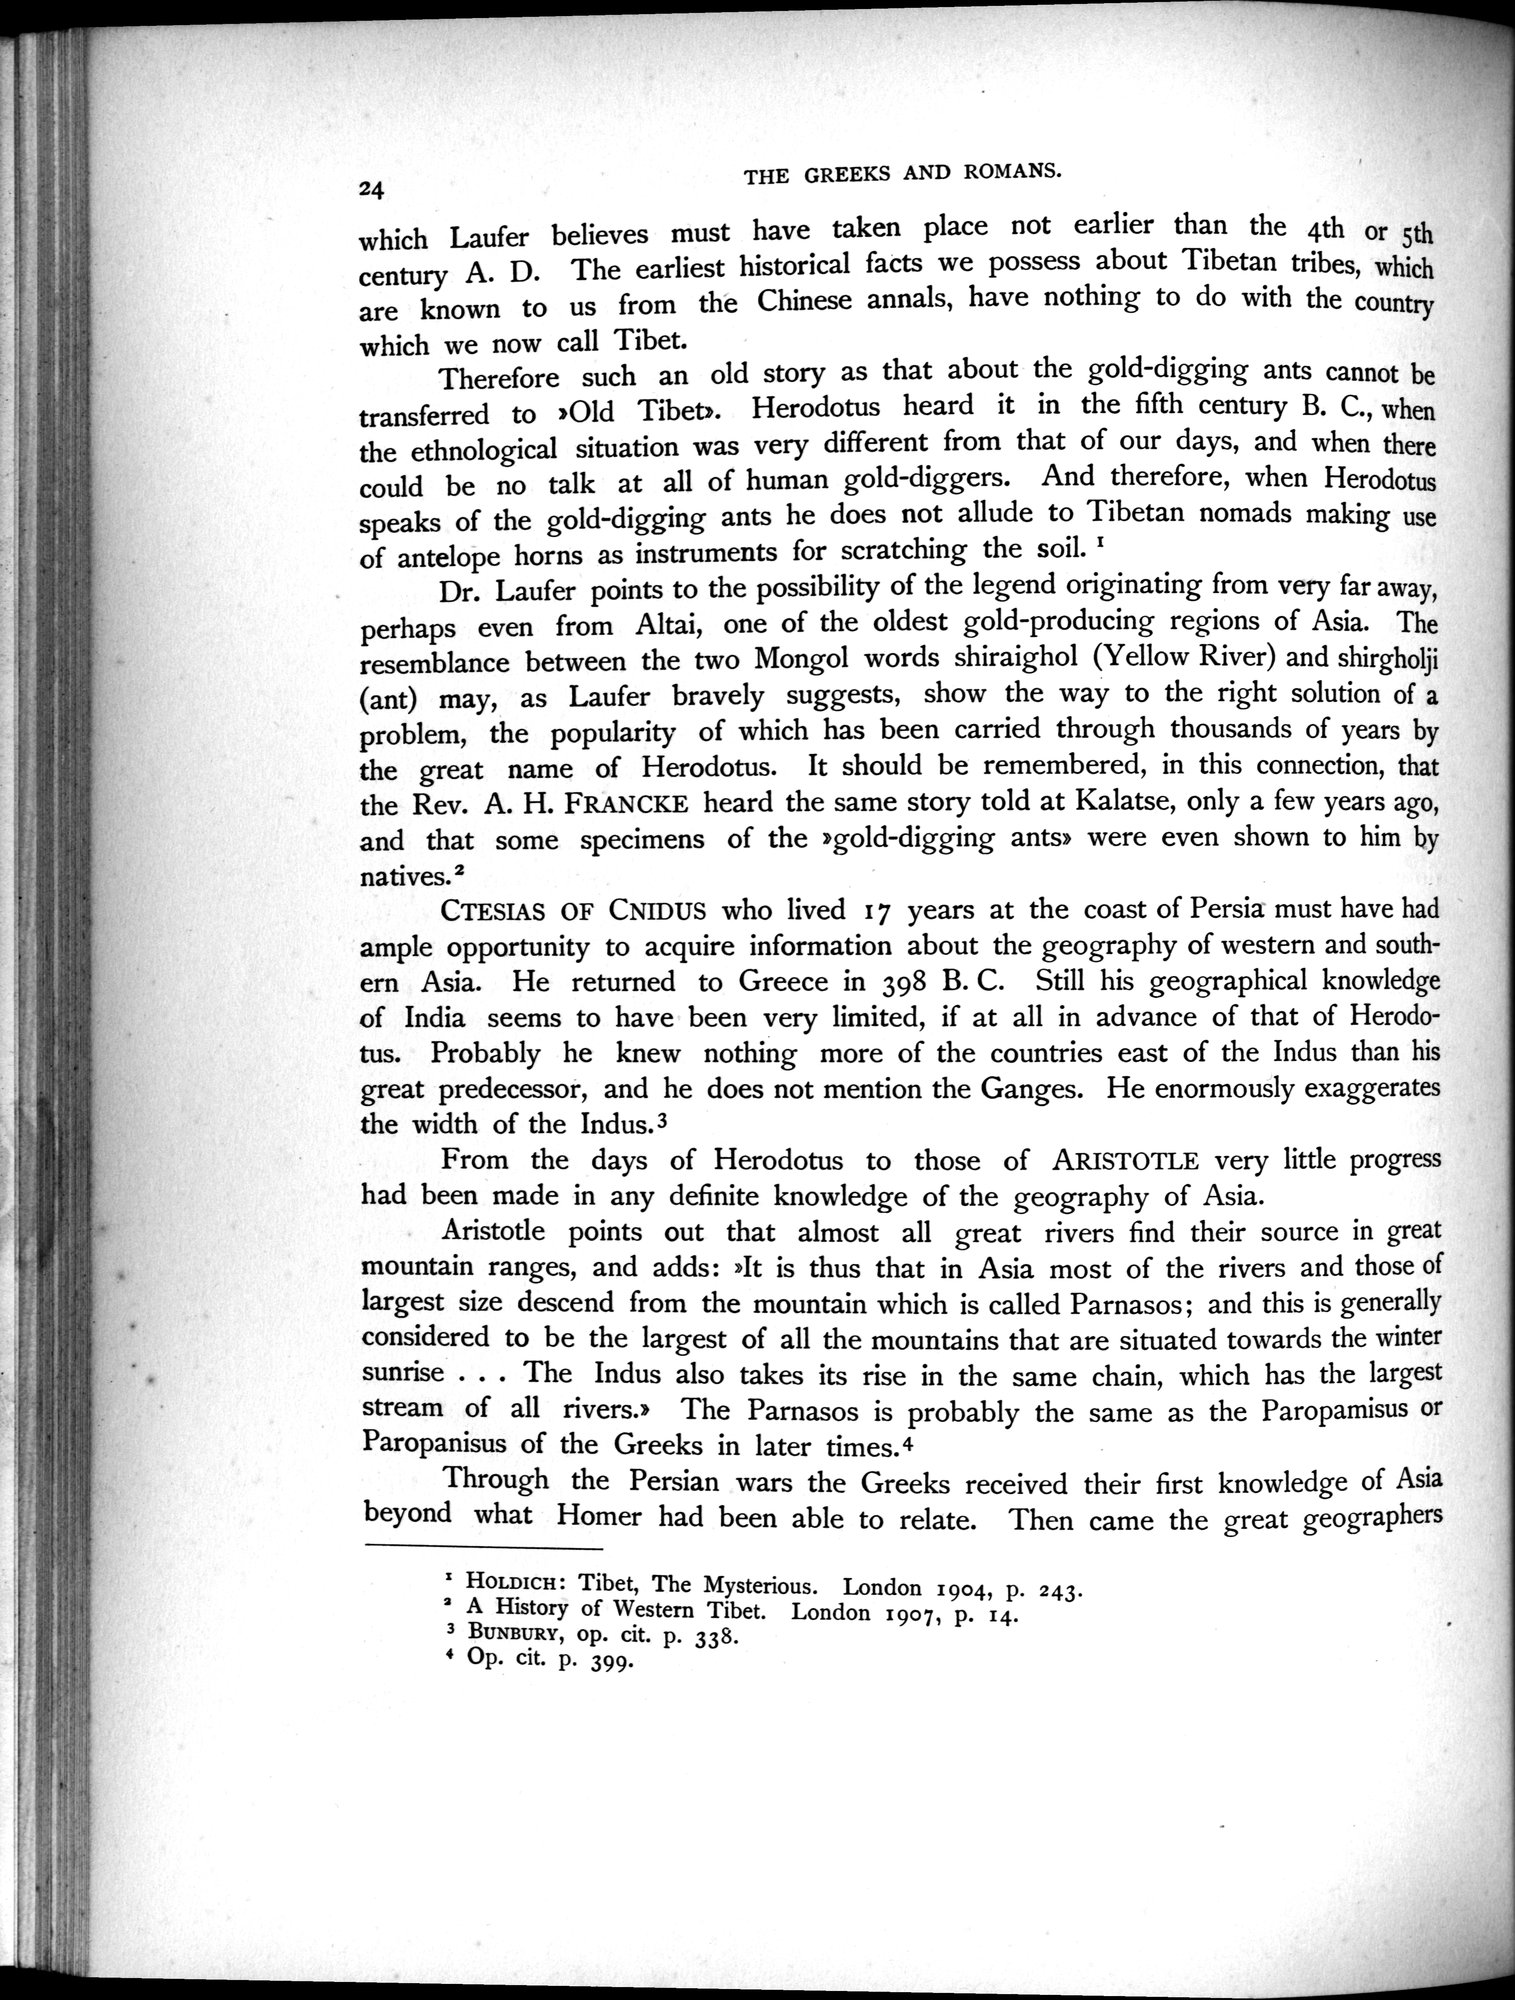 24
THE GREEKS AND ROMANS.
which Laufer believes must have taken place not earlier than the 4th or 5th
century A. D. The earliest historical facts we possess about Tibetan tribes, which
are known to us from the Chinese annals, have nothing to do with the country
which we now call Tibet.
Therefore such an old story as that about the gold-digging ants cannot be
transferred to »Old Tibet». Herodotus heard it in the fifth century B. C., when
the ethnological situation was very different from that of our days, and when there
could be no talk at all of human gold-diggers. And therefore, when Herodotus
speaks of the gold-digging ants he does not allude to Tibetan nomads making use
of antelope horns as instruments for scratching the soil. ¹
Dr. Laufer points to the possibility of the legend originating from very far away,
perhaps even from Altai, one of the oldest gold-producing regions of Asia. The
resemblance between the two Mongol words shiraighol (Yellow River) and shirgholji
(ant) may, as Laufer bravely suggests, show the way to the right solution of a
problem, the popularity of which has been carried through thousands of years by
the great name of Herodotus. It should be remembered, in this connection, that
the Rev. A. H. FRANCKE heard the same story told at Kalatse, only a few years ago,
and that some specimens of the »gold-digging ants» were even shown to him by
natives.²
CTESIAS OF CNIDUS who lived 17 years at the coast of Persia must have had
ample opportunity to acquire information about the geography of western and south-
ern Asia. He returned to Greece in 398 B. C. Still his geographical knowledge
of India seems to have been very limited, if at all in advance of that of Herodo-
tus. Probably he knew nothing more of the countries east of the Indus than his
great predecessor, and he does not mention the Ganges. He enormously exaggerates
the width of the Indus.³
From the days of Herodotus to those of ARISTOTLE very little progress
had been made in any definite knowledge of the geography of Asia.
Aristotle points out that almost all great rivers find their source in great
mountain ranges, and adds: »It is thus that in Asia most of the rivers and those of
largest size descend from the mountain which is called Parnasos; and this is generally
considered to be the largest of all the mountains that are situated towards the winter
sunrise . . . The Indus also takes its rise in the same chain, which has the largest
stream of all rivers.» The Parnasos is probably the same as the Paropamisus or
Paropanisus of the Greeks in later times.⁴
Through the Persian wars the Greeks received their first knowledge of Asia
beyond what Homer had been able to relate. Then came the great geographers
¹ HOLDICH: Tibet, The Mysterious. London 1904, p. 243.
² A History of Western Tibet. London 1907, p. 14.
³ BUNBURY, op. cit. p. 338.
⁴ Op. cit. p. 399.